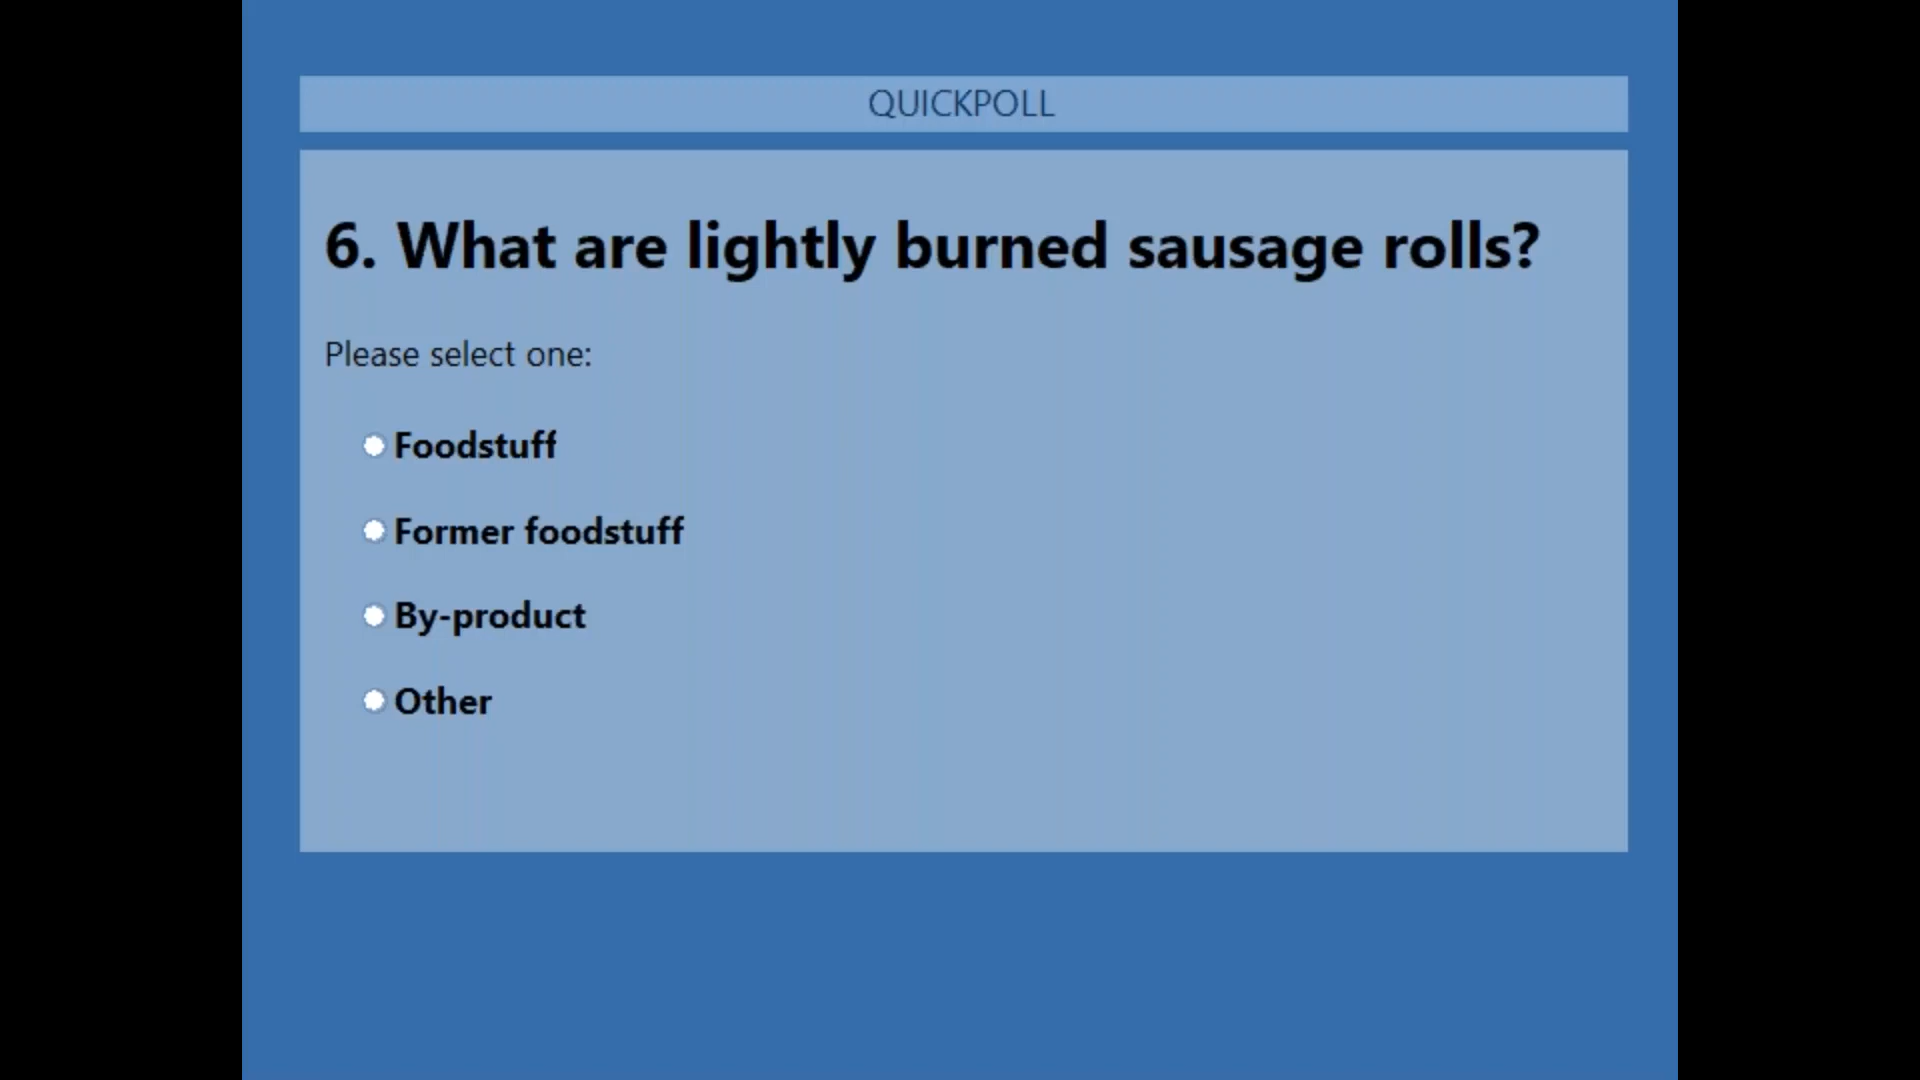 QUICKPOLL
6. What are lightly burned sausage rolls?
Please select one:
Foodstuff
Former foodstuff
By-product
Other